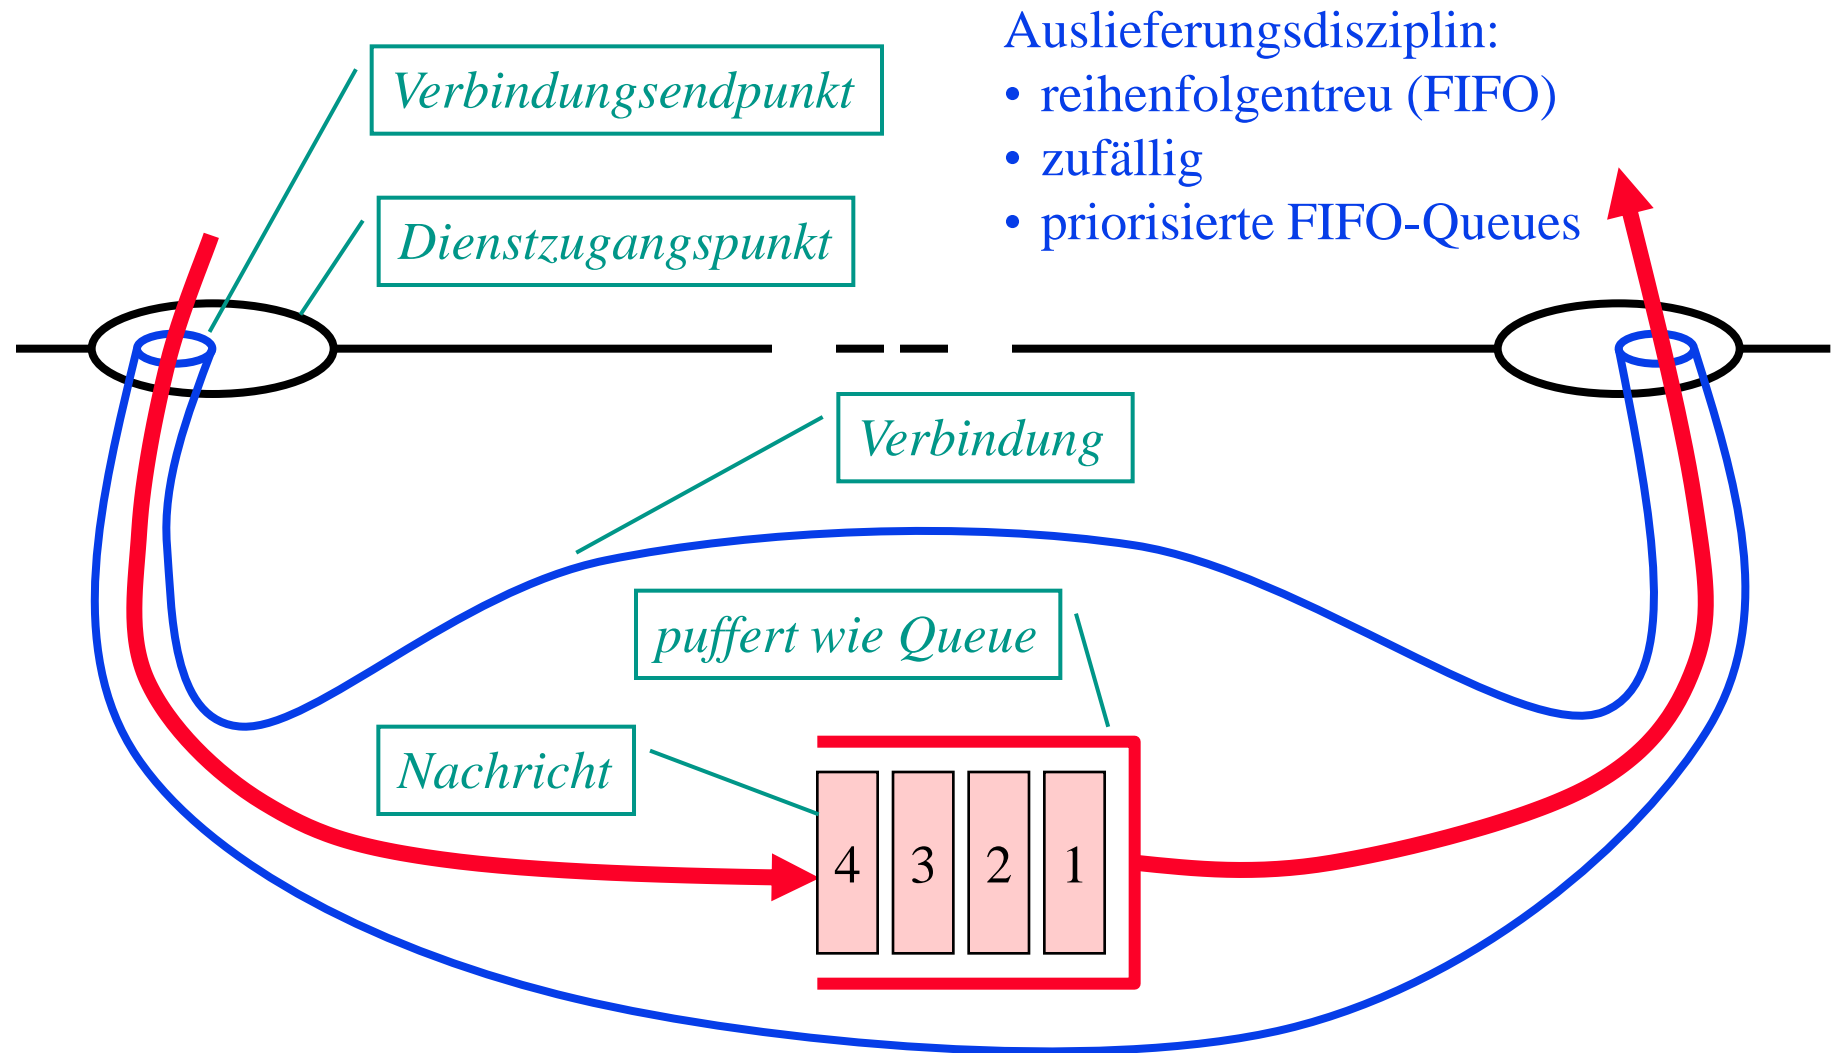 Auslieferungsdisziplin:
• reihenfolgentreu (FIFO)
• zufällig
• priorisierte FIFO-Queues
Verbindungsendpunkt
Dienstzugangspunkt
Verbindung
puffert wie Queue
Nachricht
4 3 2 1